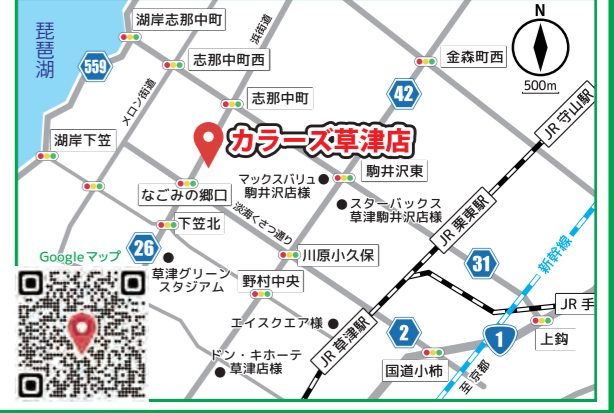 琵琶湖
湖岸志那中町
浜街道
N
559
志那中町西
金森町西
500m
メロン街道
志那中町
42
JR 守山駅
湖岸下笠
カラーズ草津店
マックスバリュ
駒井沢店様
駒井沢東
なごみの郷口
スターバックス
草津駒井沢店様
淡海くさつ通り
下笠北
JR 栗東駅
Googleマップ
26
川原小久保
31
新幹線
草津グリーン
スタジアム
野村中央
JR 手
エイスクエア様
JR 草津駅
2
1
上鈎
ドン・キホーテ
草津店様
国道小柿
至京都